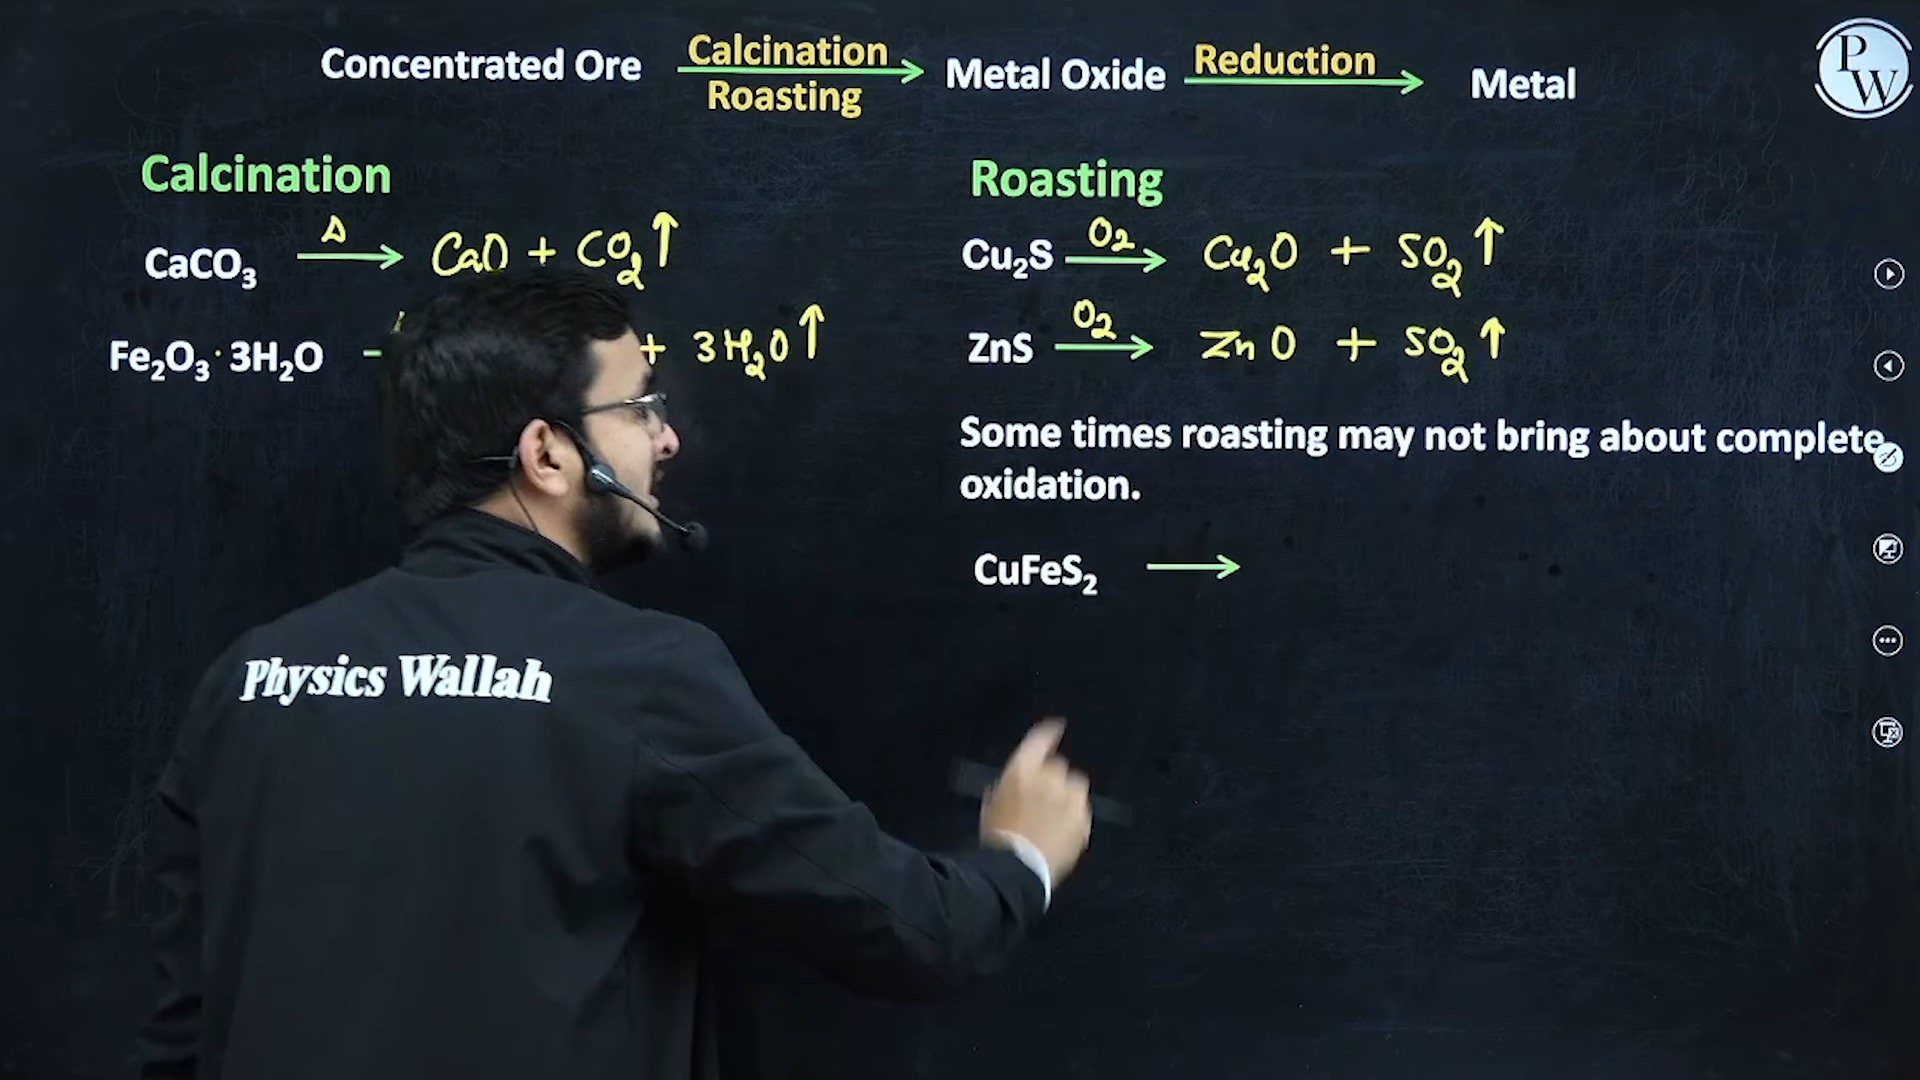 Concentrated Ore Calcination Roasting Metal Oxide Reduction Metal
PW
Calcination
CaCO₃ Δ→ CaO + CO₂↑
Fe₂O₃·3H₂O + 3H₂O↑
Roasting
Cu₂S O₂→ Cu₂O + SO₂↑
ZnS O₂→ ZnO + SO₂↑
Some times roasting may not bring about complete
oxidation.
CuFeS₂ →
Physics Wallah